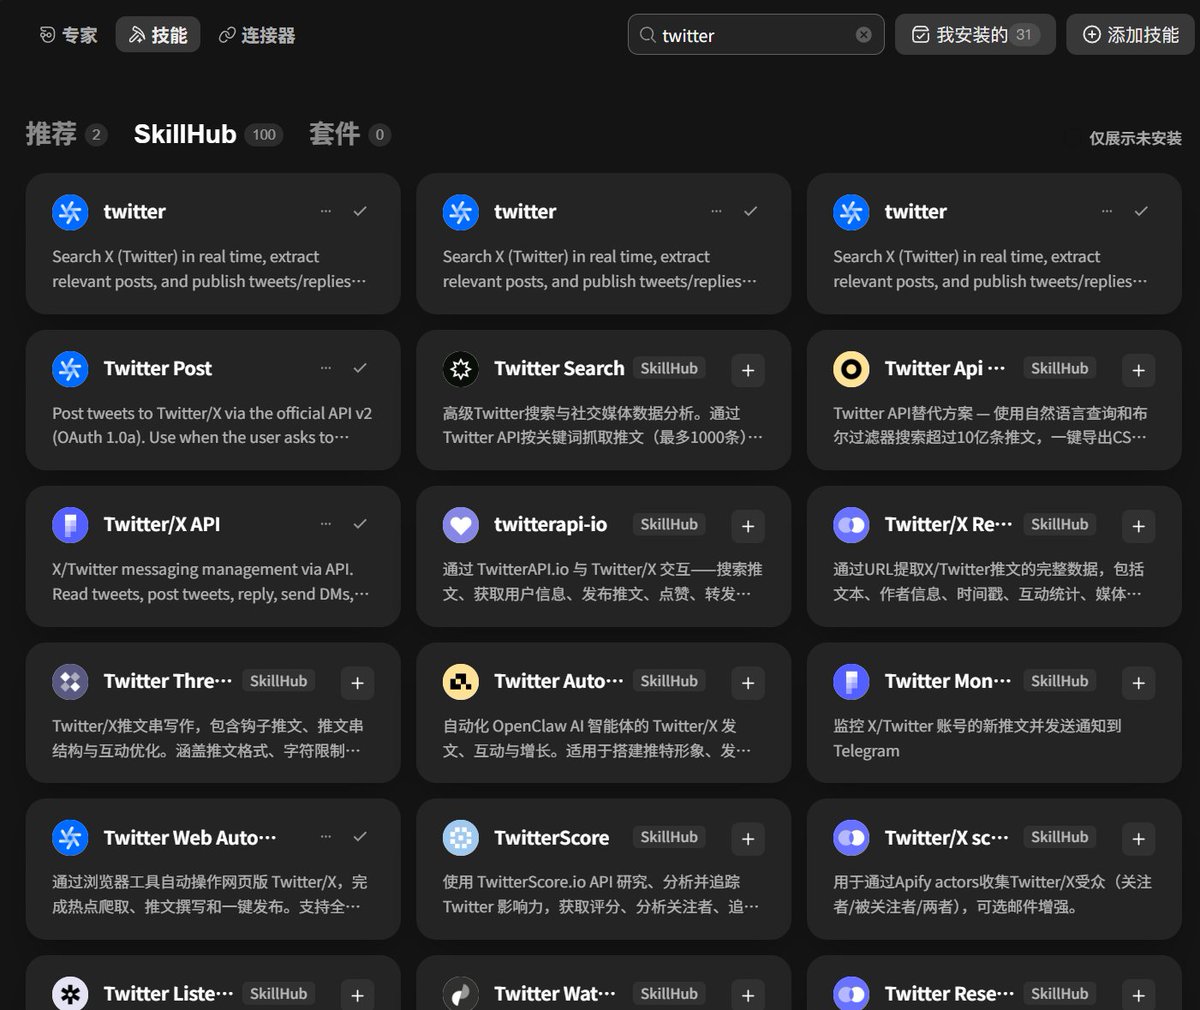 专家
技能
连接器
twitter
我安装的 31
添加技能
推荐 2
SkillHub 100
套件 0
仅展示未安装
twitter
Search X (Twitter) in real time, extract
relevant posts, and publish tweets/replies···
twitter
Search X (Twitter) in real time, extract
relevant posts, and publish tweets/replies···
twitter
Search X (Twitter) in real time, extract
relevant posts, and publish tweets/replies···
Twitter Post
Post tweets to Twitter/X via the official API v2
(OAuth 1.0a). Use when the user asks to···
Twitter Search SkillHub
高级Twitter搜索与社交媒体数据分析。通过
Twitter API按关键词抓取推文（最多1000条）···
Twitter Api ··· SkillHub
Twitter API替代方案 — 使用自然语言查询和布
尔过滤器搜索超过10亿条推文，一键导出CS···
Twitter/X API
X/Twitter messaging management via API.
Read tweets, post tweets, reply, send DMs,···
twitterapi-io SkillHub
通过 TwitterAPI.io 与 Twitter/X 交互——搜索推
文、获取用户信息、发布推文、点赞、转发···
Twitter/X Re··· SkillHub
通过URL提取X/Twitter推文的完整数据，包括
文本、作者信息、时间戳、互动统计、媒体···
Twitter Thre··· SkillHub
Twitter/X推文串写作，包含钩子推文、推文串
结构与互动优化。涵盖推文格式、字符限制···
Twitter Auto··· SkillHub
自动化 OpenClaw AI 智能体的 Twitter/X 发
文、互动与增长。适用于搭建推特形象、发···
Twitter Mon··· SkillHub
监控 X/Twitter 账号的新推文并发送通知到
Telegram
Twitter Web Auto···
通过浏览器工具自动操作网页版 Twitter/X，完
成热点爬取、推文撰写和一键发布。支持全···
TwitterScore SkillHub
使用 TwitterScore.io API 研究、分析并追踪
Twitter 影响力，获取评分、分析关注者、追···
Twitter/X sc··· SkillHub
用于通过Apify actors收集Twitter/X受众（关注
者/被关注者/两者），可选邮件增强。
Twitter Liste··· SkillHub
Twitter Wat··· SkillHub
Twitter Rese··· SkillHub